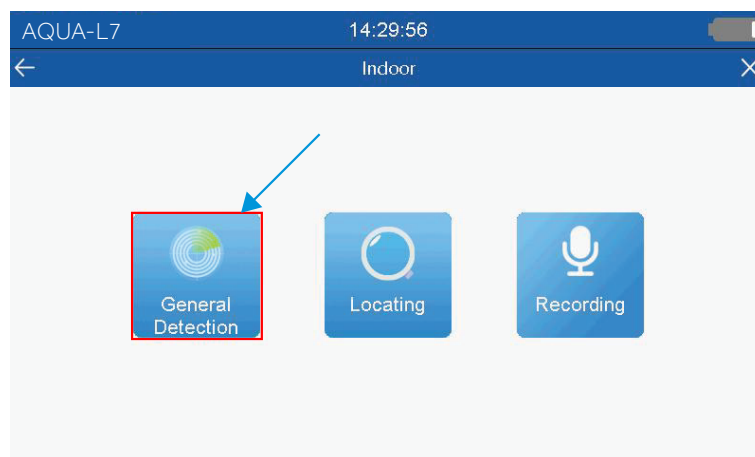 AQUA-L7 14:29:56
Indoor
General
Detection
Locating
Recording